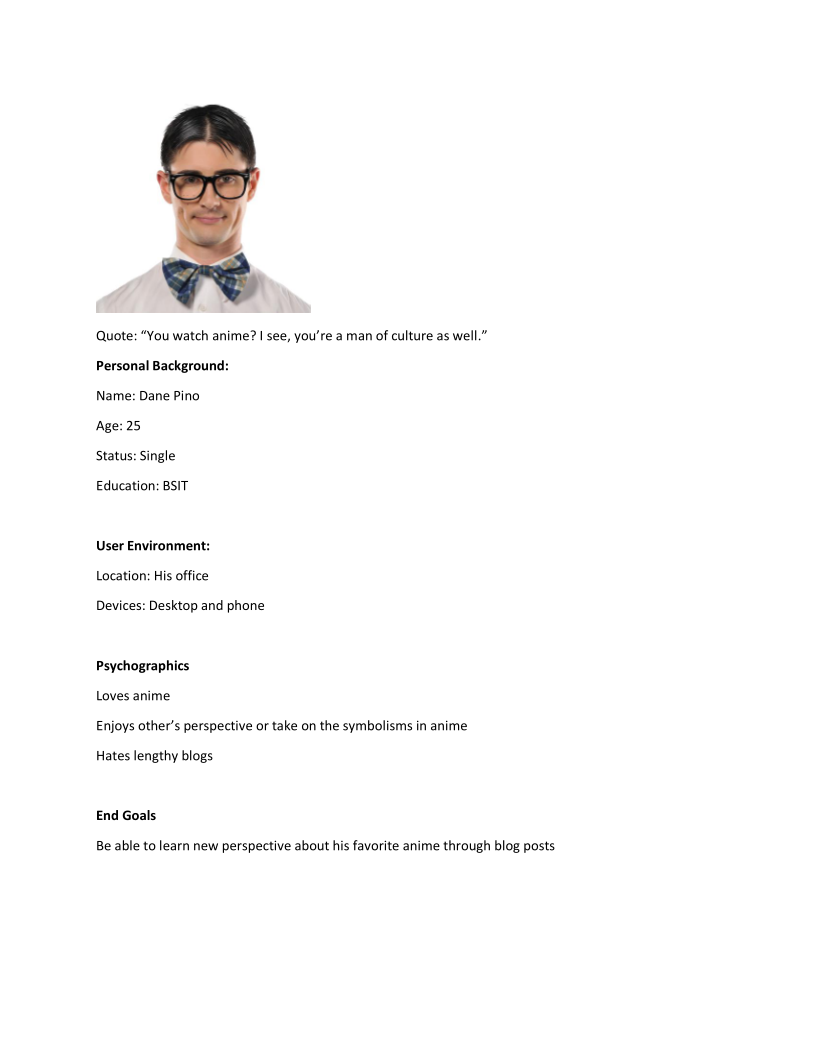 Quote: “You watch anime? I see, you’re a man of culture as well.”
Personal Background:
Name: Dane Pino
Age: 25
Status: Single
Education: BSIT
User Environment:
Location: His office
Devices: Desktop and phone
Psychographics
Loves anime
Enjoys other’s perspective or take on the symbolisms in anime
Hates lengthy blogs
End Goals
Be able to learn new perspective about his favorite anime through blog posts